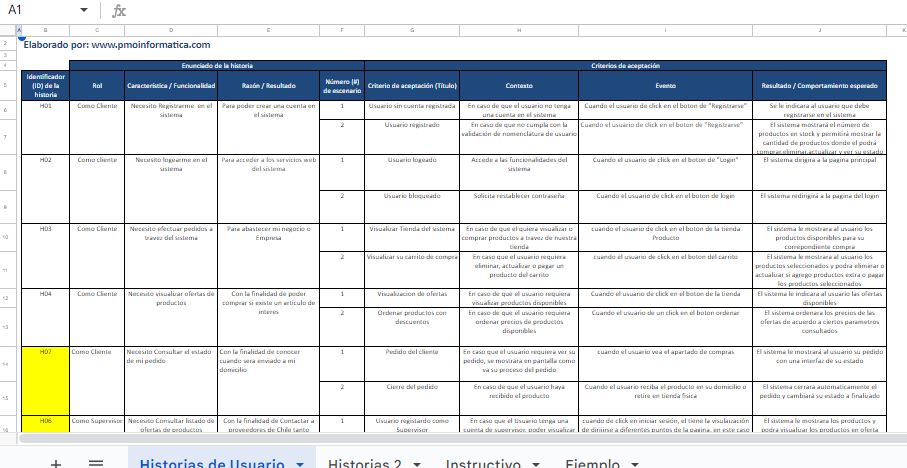 A1
fx
A B C D E F G H I J K
2 Elaborado por: www.pmoinformatica.com
3
4 Enunciado de la historia Criterios de aceptación
5 Identificador (ID) de la historia Rol Característica / Funcionalidad Razón / Resultado Número (#) de escenario Criterio de aceptación (Título) Contexto Evento Resultado / Comportamiento esperado
6 H01 Como Cliente Necesito Registrarme en el sistema Para poder crear una cuenta en el sistema 1 Usuario sin cuenta registrada En caso de que el usuario no tenga una cuenta en el sistema Cuando el usuario de click en el boton de "Registrarse" Se le indicara al usuario que debe registrarse en el sistema
7 2 Usuario registrado En caso de que no cumpla con la validación de nomenclatura de usuario Cuando el usuario de click en el boton de "Registrarse" El sistema mostrará el número de productos en stock y permitirá mostrar la cantidad de productos donde el podrá comprar,eliminar,actualizar y ver su estado
8 H02 Como cliente Necesito logearme en el sistema Para acceder a los servicios web del sistema 1 Usuario logeado Accede a las funcionalidades del sistema Cuando el usuario de click en el boton de "Login" El sistema dirigira a la pagina principal
9 2 Usuario bloqueado Solicita restablecer contraseña Cuando el usuario de click en el boton de login El sistema redirigirá a la pagina del login
10 H03 Como Cliente Necesito efectuar pedidos a travez del sistema Para abastecer mi negocio o Empresa 1 Visualizar Tienda del sistema En caso de que el quiera visualizar o comprar productos a travez de nuestra tienda cuando el usuario de click en el boton de la tienda Producto El sistema le mostrara al usuario los productos disponibles para su correpondiente compra
11 2 Visualizar su carrito de compra En caso de que el usuario requiera eliminar, actualizar o pagar un producto del carrito cuando el usuario de click en el boton del carrito El sistema le mostrara al usuario los productos seleccionados y podra eliminar o actualizar si agrego productos extra o pagar los productos seleccionados
12 H04 Como Cliente Necesito visualizar ofertas de productos Con la finalidad de poder comprar si existe un articulo de interes 1 Visualizacion de ofertas En caso de que el usuario requiera visualizar productos disponibles Cuando el usuario de click en el boton de la tienda El sistema le indicara al usuario las ofertas disponibles
13 2 Ordenar productos con descuentos En caso de que el usuario requiera ordenar precios de productos disponibles Cuando el usuario de un click en el boton ordenar El sistema ordenara los precios de las ofertas de acuerdo a ciertos parametros consultados
14 H07 Como Cliente Necesito Consultar el estado de mi pedido Con la finalidad de conocer cuando sera enviado a mi domicilio 1 Pedido del cliente En caso que el usuario requiera ver su pedido, se mostrara en pantalla como va su proceso del pedido cuando el usuario vea el apartado de compras El sistema le mostrará al usuario su pedido con una interfaz de su estado
15 2 Cierre del pedido En caso de que el usuario haya recibido el producto Cuando el usuario reciba el producto en su domicilio o retire en tienda fisica El sistema cerrara automaticamente el pedido y cambiará su estado a finalizado
16 H06 Como Supervisor Necesito Consultar listado de ofertas de productos Con la finalidad de Contactar a proveedores de Chile tanto 1 Usuario registrado como Supervisor En caso de que el Usuario tenga una cuenta de supervisor, poder visualizar cuando de click en iniciar sesión, el tiene la visulaización de dirijirse a diferentes puntos de la pagina, en este caso El sistema le mostrara los productos y podra visualizar los productos en oferta
Historias de Usuario Historias 2 Instructivo Ejemplo